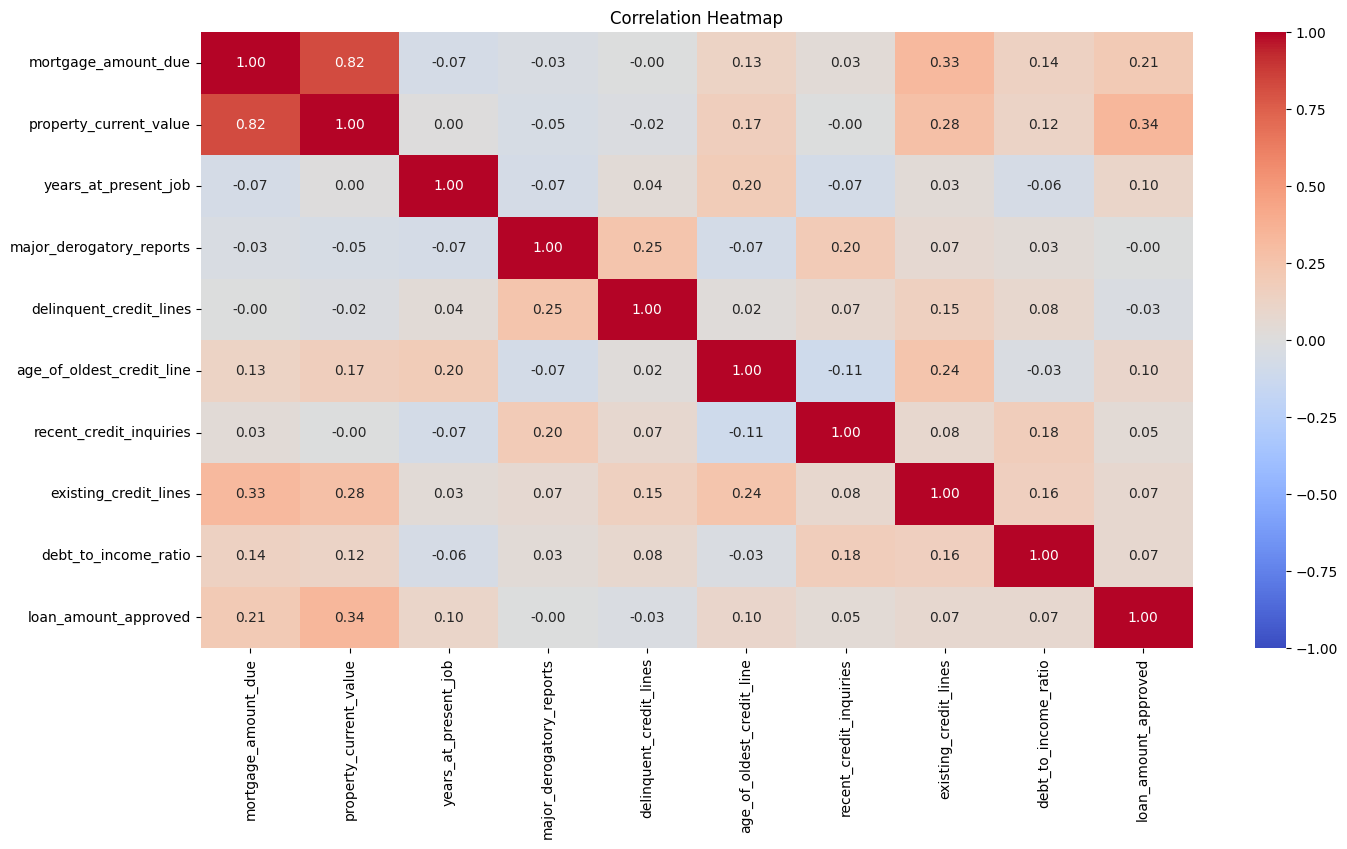 Correlation Heatmap
mortgage_amount_due 1.00 0.82 -0.07 -0.03 -0.00 0.13 0.03 0.33 0.14 0.21
property_current_value 0.82 1.00 0.00 -0.05 -0.02 0.17 -0.00 0.28 0.12 0.34
years_at_present_job -0.07 0.00 1.00 -0.07 0.04 0.20 -0.07 0.03 -0.06 0.10
major_derogatory_reports -0.03 -0.05 -0.07 1.00 0.25 -0.07 0.20 0.07 0.03 -0.00
delinquent_credit_lines -0.00 -0.02 0.04 0.25 1.00 0.02 0.07 0.15 0.08 -0.03
age_of_oldest_credit_line 0.13 0.17 0.20 -0.07 0.02 1.00 -0.11 0.24 -0.03 0.10
recent_credit_inquiries 0.03 -0.00 -0.07 0.20 0.07 -0.11 1.00 0.08 0.18 0.05
existing_credit_lines 0.33 0.28 0.03 0.07 0.15 0.24 0.08 1.00 0.16 0.07
debt_to_income_ratio 0.14 0.12 -0.06 0.03 0.08 -0.03 0.18 0.16 1.00 0.07
loan_amount_approved 0.21 0.34 0.10 -0.00 -0.03 0.10 0.05 0.07 0.07 1.00
mortgage_amount_due
property_current_value
years_at_present_job
major_derogatory_reports
delinquent_credit_lines
age_of_oldest_credit_line
recent_credit_inquiries
existing_credit_lines
debt_to_income_ratio
loan_amount_approved
1.00
0.75
0.50
0.25
0.00
−0.25
−0.50
−0.75
−1.00